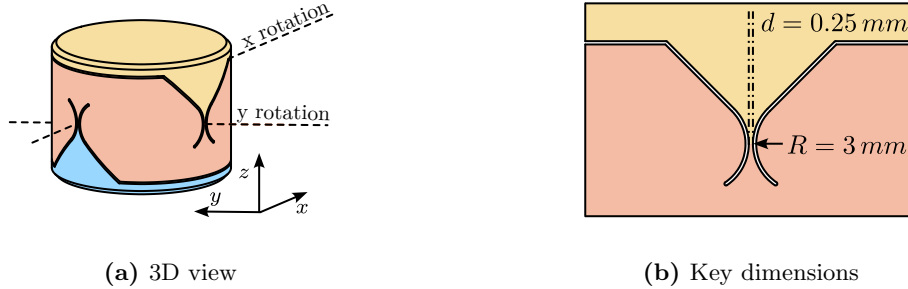 x rotation
y rotation
z
y
x
(a) 3D view
d = 0.25 mm
R = 3 mm
(b) Key dimensions